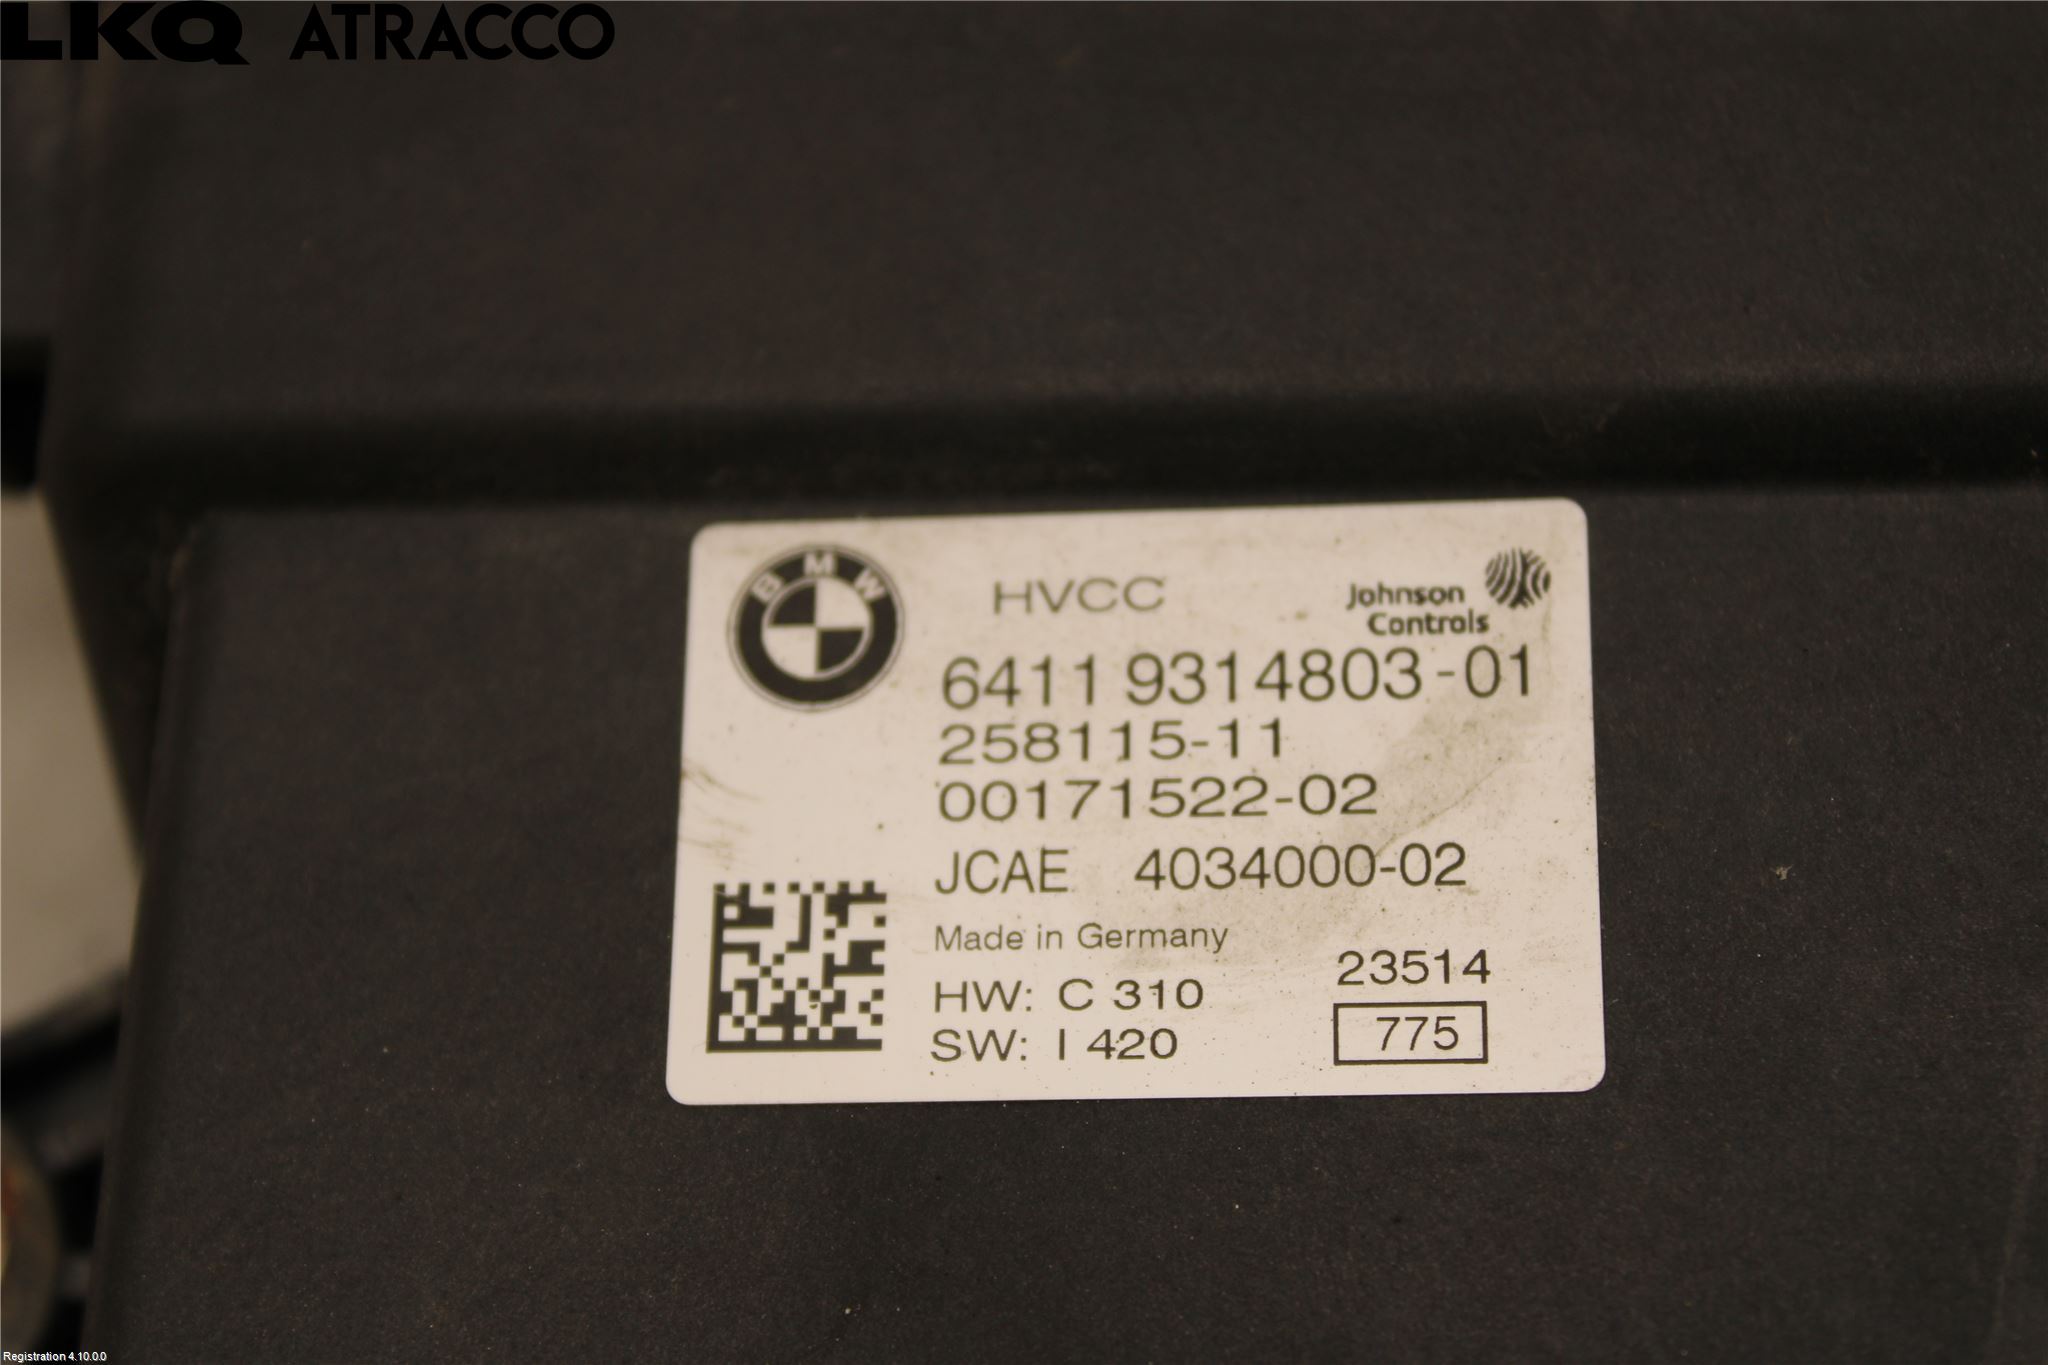 LKQ ATRACCO
BMW
HVCC
Johnson
Controls
6411 9314803-01
258115-11
00171522-02
JCAE 4034000-02
Made in Germany
23514
HW: C 310
775
SW: I 420
Registration 4.10.0.0